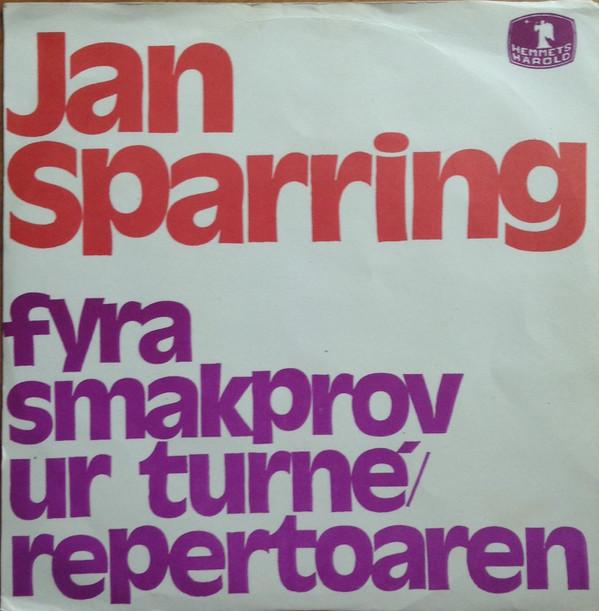 Jan
Sparring
HEMMETS
HAROLD
fyra
smakprov
ur turné/
repertoaren